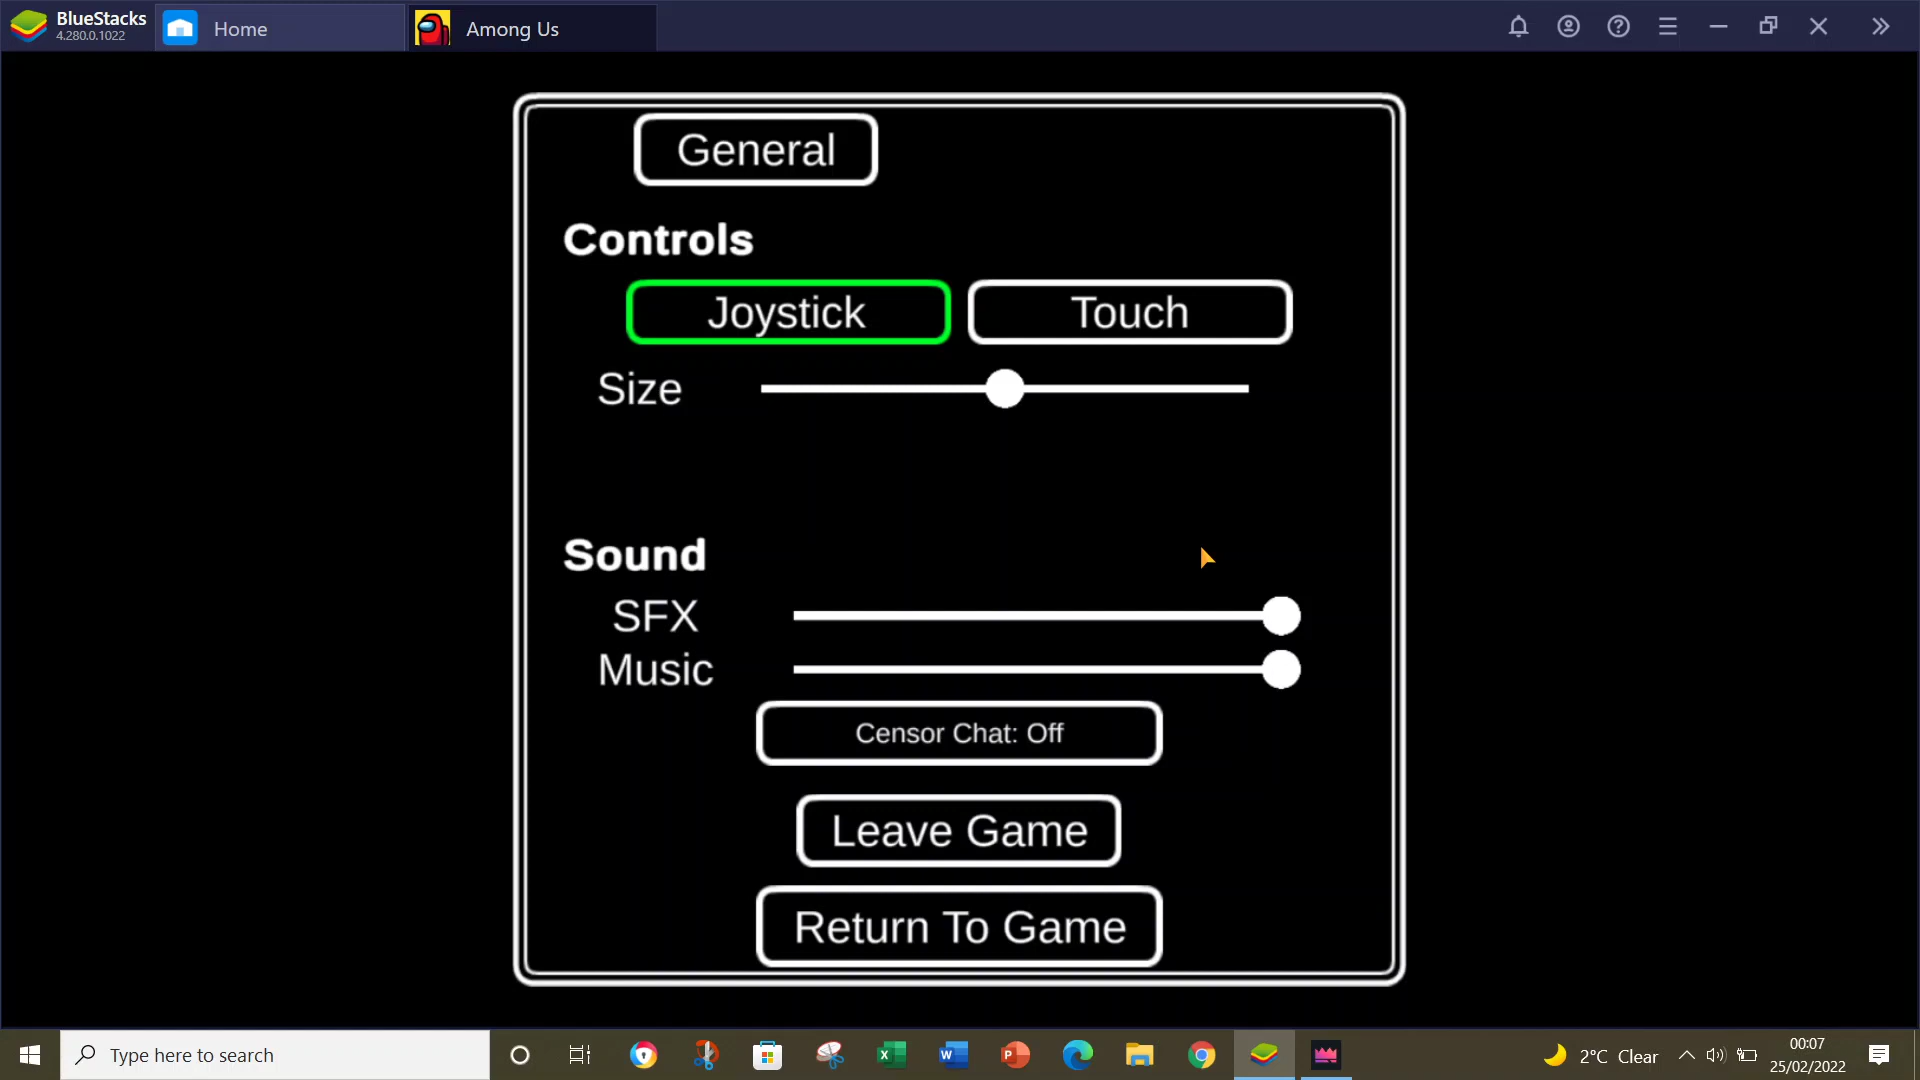 BlueStacks
4.280.0.1022
Home
Among Us
General
Controls
Joystick
Touch
Size
Sound
SFX
Music
Censor Chat: Off
Leave Game
Return To Game
Type here to search
2°C Clear
00:07
25/02/2022